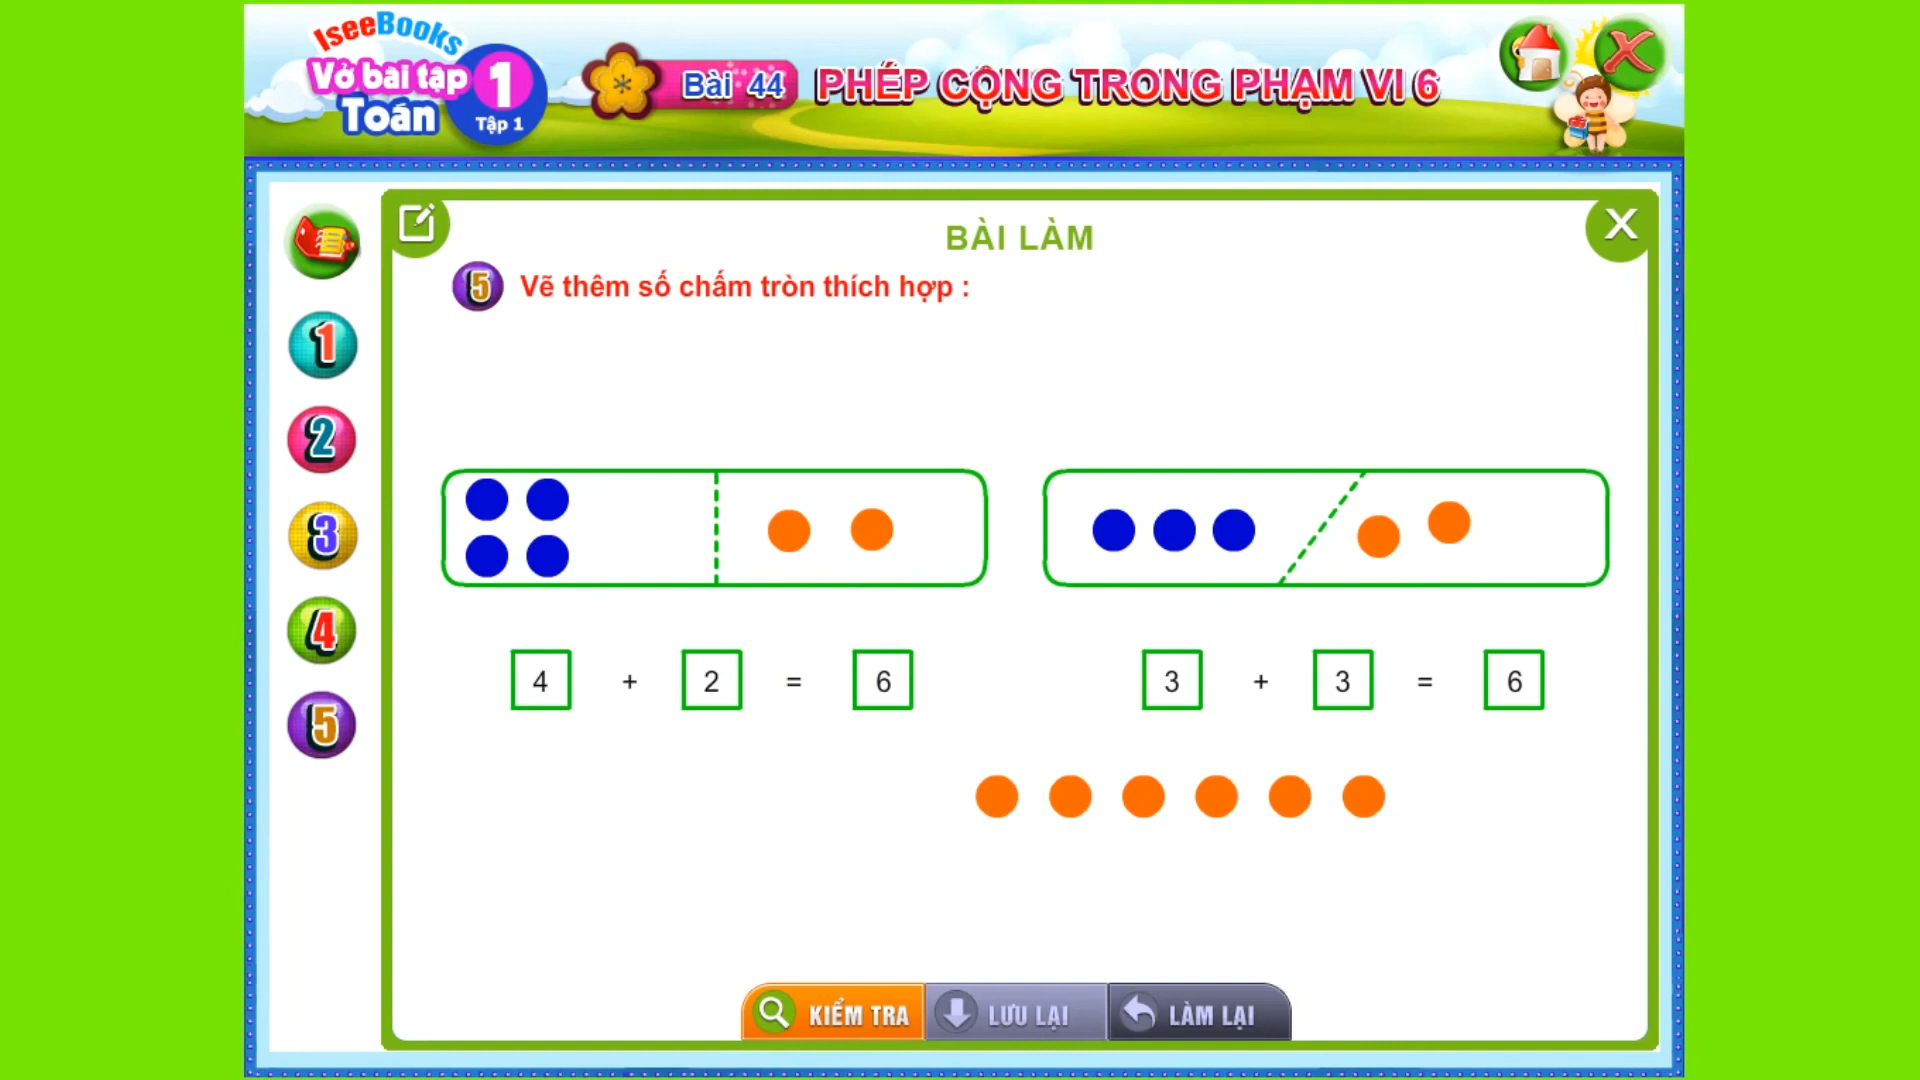 IseeBooks
Vở bài tập
Toán
1
Tập 1
Bài 44
PHÉP CỘNG TRONG PHẠM VI 6
BÀI LÀM
5 Vẽ thêm số chấm tròn thích hợp :
1
2
3
4
5
4 + 2 = 6
3 + 3 = 6
KIỂM TRA
LƯU LẠI
LÀM LẠI